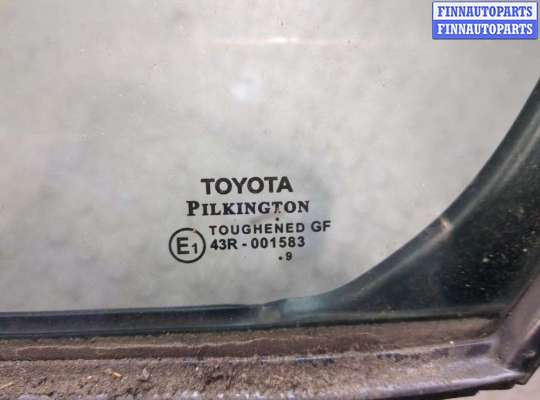 FINNAUTOPARTS
FINNAUTOPARTS
TOYOTA
PILKINGTON
TOUGHENED GF
E1 43R - 001583
.9